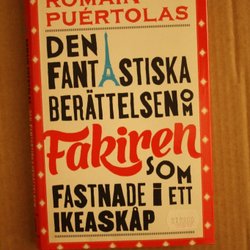 ROMAIN
PUÉRTOLAS
DEN
FANTASTISKA
BERÄTTELSEN OM
Fakiren
SOM
FASTNADE i ETT
IKEASKÅP